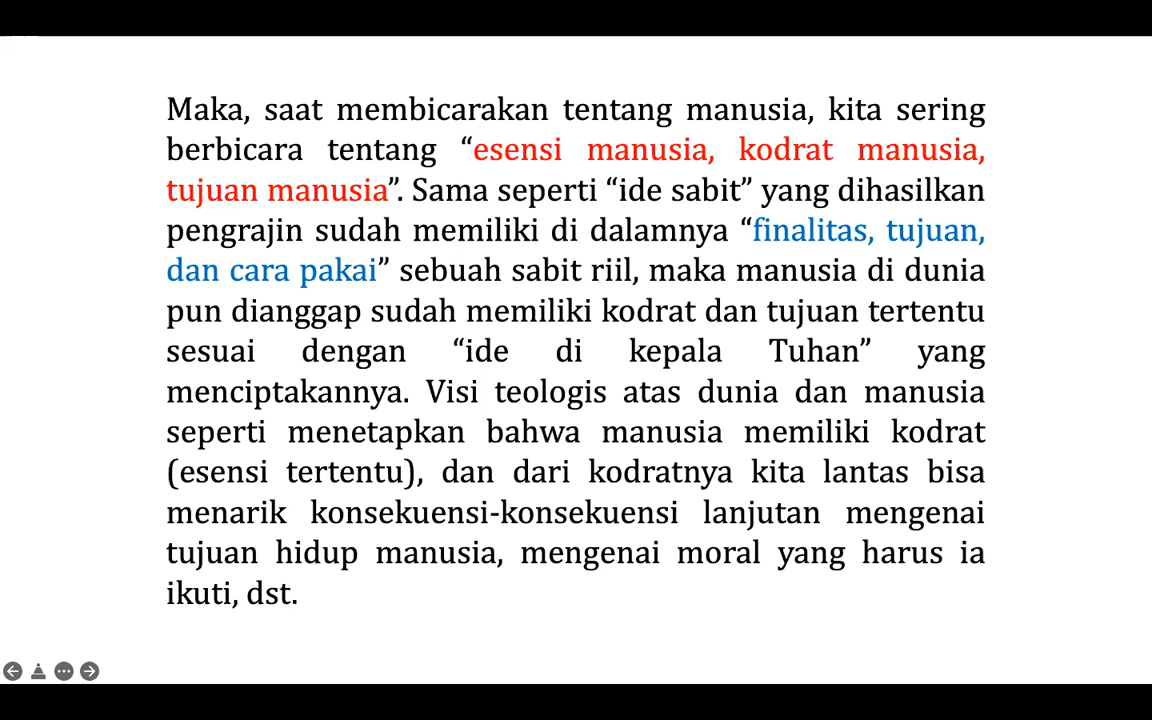 Maka, saat membicarakan tentang manusia, kita sering
berbicara tentang “esensi manusia, kodrat manusia,
tujuan manusia”. Sama seperti “ide sabit” yang dihasilkan
pengrajin sudah memiliki di dalamnya “finalitas, tujuan,
dan cara pakai” sebuah sabit riil, maka manusia di dunia
pun dianggap sudah memiliki kodrat dan tujuan tertentu
sesuai dengan “ide di kepala Tuhan” yang
menciptakannya. Visi teologis atas dunia dan manusia
seperti menetapkan bahwa manusia memiliki kodrat
(esensi tertentu), dan dari kodratnya kita lantas bisa
menarik konsekuensi-konsekuensi lanjutan mengenai
tujuan hidup manusia, mengenai moral yang harus ia
ikuti, dst.